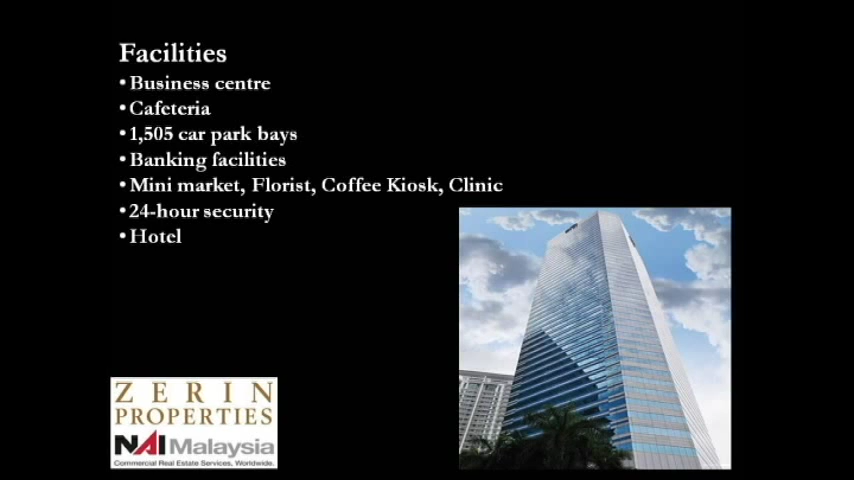 Facilities
• Business centre
• Cafeteria
• 1,505 car park bays
• Banking facilities
• Mini market, Florist, Coffee Kiosk, Clinic
• 24-hour security
• Hotel
ZERIN
PROPERTIES
NAI Malaysia
Commercial Real Estate Services, Worldwide.